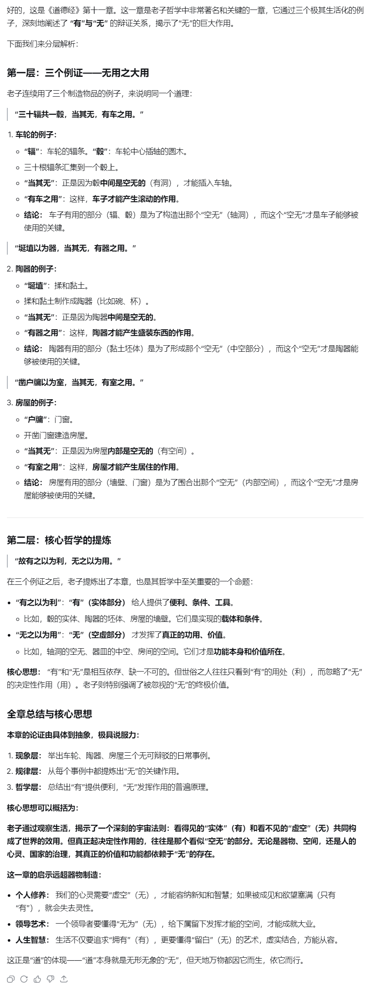 好的，这是《道德经》第十一章。这一章是老子哲学中非常著名和关键的一章，它通过三个极其生活化的例
子，深刻地阐述了 “有”与“无” 的辩证关系，揭示了“无”的巨大作用。
下面我们来分层解析：
第一层：三个例证——无用之大用
老子连续用了三个制造物品的例子，来说明同一个道理：
“三十辐共一毂，当其无，有车之用。”
1. 车轮的例子：
“辐”：车轮的辐条。“毂”：车轮中心插轴的圆木。
三十根辐条汇集到一个毂上。
“当其无”：正是因为毂中间是空无的（有洞），才能插入车轴。
“有车之用”：这样，车子才能产生滚动的作用。
结论： 车子有用的部分（辐、毂）是为了构造出那个“空无”（轴洞），而这个“空无”才是车子能够被
使用的关键。
“埏埴以为器，当其无，有器之用。”
2. 陶器的例子：
“埏埴”：揉和黏土。
揉和黏土制作成陶器（比如碗、杯）。
“当其无”：正是因为陶器中间是空无的。
“有器之用”：这样，陶器才能产生盛装东西的作用。
结论： 陶器有用的部分（黏土坯体）是为了形成那个“空无”（中空部分），而这个“空无”才是陶器能
够被使用的关键。
“凿户牖以为室，当其无，有室之用。”
3. 房屋的例子：
“户牖”：门窗。
开凿门窗建造房屋。
“当其无”：正是因为房屋内部是空无的（有空间）。
“有室之用”：这样，房屋才能产生居住的作用。
结论： 房屋有用的部分（墙壁、门窗）是为了围合出那个“空无”（内部空间），而这个“空无”才是房
屋能够被使用的关键。
第二层：核心哲学的提炼
“故有之以为利，无之以为用。”
在三个例证之后，老子提炼出了本章，也是其哲学中至关重要的一个命题：
“有之以为利”：“有”（实体部分） 给人提供了便利、条件、工具。
比如，毂的实体、陶器的坯体、房屋的墙壁。它们是实现的载体和条件。
“无之以为用”：“无”（空虚部分） 才发挥了真正的功用、价值。
比如，轴洞的空无、器皿的中空、房间的空间。它们才是功能本身和价值所在。
核心思想： “有”和“无”是相互依存、缺一不可的。但世俗之人往往只看到“有”的用处（利），而忽略了“无”
的决定性作用（用）。老子则特别强调了被忽视的“无”的终极价值。
全章总结与核心思想
本章的论证由具体到抽象，极具说服力：
1. 现象层： 举出车轮、陶器、房屋三个无可辩驳的日常事例。
2. 规律层： 从每个事例中都提炼出“无”的关键作用。
3. 哲学层： 总结出“有”提供便利，“无”发挥作用的普遍原理。
核心思想可以概括为：
老子通过观察生活，揭示了一个深刻的宇宙法则：看得见的“实体”（有）和看不见的“虚空”（无）共同构
成了世界的效用。但真正起决定性作用的，往往是那个看似“空无”的部分。无论是器物、空间，还是人的
心灵、国家的治理，其真正的价值和功能都依赖于“无”的存在。
这一章的启示远超器物制造：
个人修养： 我们的心灵需要“虚空”（无），才能容纳新知和智慧；如果被成见和欲望塞满（只有
“有”），就会失去灵性。
领导艺术： 一个领导者要懂得“无为”（无），给下属留下发挥才能的空间，才能成就大业。
人生智慧： 生活不仅要追求“拥有”（有），更要懂得“留白”（无）的艺术，虚实结合，方能从容。
这正是“道”的体现——“道”本身就是无形无象的“无”，但天地万物都因它而生，依它而行。